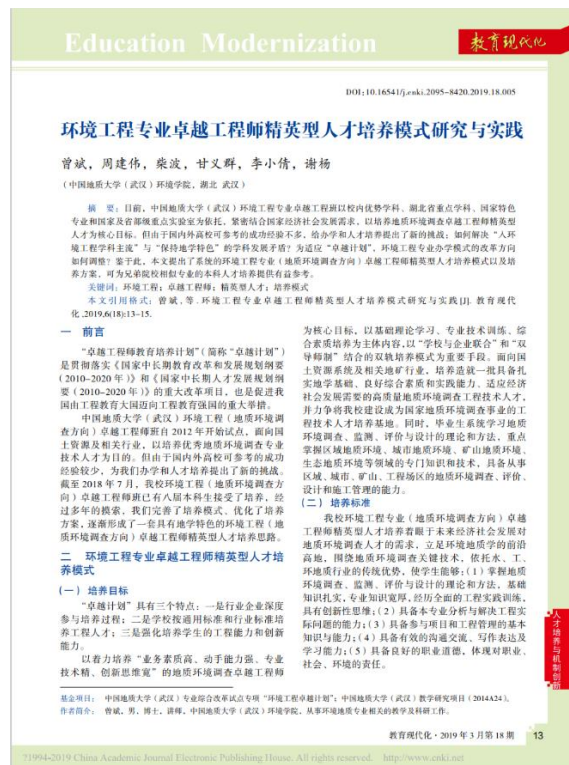 Education Modernization
教育现代化
DOI:10.16541/j.cnki.2095-8420.2019.18.005
环境工程专业卓越工程师精英型人才培养模式研究与实践
曾斌，周建伟，柴波，甘义群，李小倩，谢杨
（中国地质大学（武汉）环境学院，湖北 武汉）
摘 要：目前，中国地质大学（武汉）环境工程专业卓越工程班以校内优势学科、湖北省重点学科、国家特色
专业和国家及省部级重点实验室为依托，紧密结合国家经济社会发展需求，以培养地质环境调查卓越工程师精英型
人才为核心目标。但由于国内外高校可参考的成功经验不多，给办学和人才培养提出了新的挑战：如何解决“入环
境工程学科主流”与“保持地学特色”的学科发展矛盾？为适应“卓越计划”，环境工程专业办学模式的改革方向
如何调整？鉴于此，本文提出了系统的环境工程专业（地质环境调查方向）卓越工程师精英型人才培养模式以及培
养方案，可为兄弟院校相似专业的本科人才培养提供有益参考。
关键词：环境工程；卓越工程师；精英型人才；培养模式
本文引用格式：曾斌，等．环境工程专业卓越工程师精英型人才培养模式研究与实践[J]．教育现代
化，2019,6(18):13-15.
一 前言
“卓越工程师教育培养计划”（简称“卓越计划”）
是贯彻落实《国家中长期教育改革和发展规划纲要
（2010-2020 年）》和《国家中长期人才发展规划纲
要（2010-2020 年）》的重大改革项目，也是促进我
国由工程教育大国迈向工程教育强国的重大举措。
中国地质大学（武汉）环境工程（地质环境调
查方向）卓越工程师班自 2012 年开始试点，面向国
土资源及相关行业，以培养优秀地质环境调查专业
技术人才为目的。但由于国内外高校可参考的成功
经验较少，为我们办学和人才培养提出了新的挑战。
截至 2018 年 7 月，我校环境工程（地质环境调查方
向）卓越工程师班已有八届本科生接受了培养，经
过多年的摸索，我们完善了培养模式、优化了培养
方案，逐渐形成了一套具有地学特色的环境工程（地
质环境调查方向）卓越工程师精英型人才培养思路。
二 环境工程专业卓越工程师精英型人才培
养模式
（一）培养目标
“卓越计划”具有三个特点：一是行业企业深度
参与培养过程；二是学校按通用标准和行业标准培
养工程人才；三是强化培养学生的工程能力和创新
能力。
以着力培养“业务素质高、动手能力强、专业
技术精、创新思维宽”的地质环境调查卓越工程师
为核心目标，以基础理论学习、专业技术训练、综
合素质培养为主体内容，以“学校与企业联合”和“双
导师制”结合的双轨培养模式为重要手段。面向国
土资源系统及相关地矿行业，培养造就一批具备扎
实地学基础、良好综合素质和实践能力、适应经济
社会发展需要的高质量地质环境调查工程技术人才，
并力争将我校建设成为国家地质环境调查事业的工
程技术人才培养基地。同时，毕业生系统学习地质
环境调查、监测、评价与设计的理论和方法，重点
掌握区域地质环境、城市地质环境、矿山地质环境、
生态地质环境等领域的专门知识和技术，具备从事
区域、城市、矿山、工程场区的地质环境调查、评价、
设计和施工管理的能力。
（二）培养标准
我校环境工程专业（地质环境调查方向）卓越
工程师精英型人才培养着眼于未来经济社会发展对
地质环境调查人才的需求，立足环境地质学的前沿
高地，围绕地质环境调查关键技术，依托水、工、
环地质行业的传统优势，使学生能够：(1) 掌握地质
环境调查、监测、评价与设计的理论和方法，基础
知识扎实，专业知识宽厚，经历全面的工程实践训练，
具有创新性思维；(2) 具备本专业分析与解决工程实
际问题的能力；(3) 具备参与项目和工程管理的基本
知识与能力；(4) 具备有效的沟通交流、写作表达及
学习能力；(5) 具备良好的职业道德，体现对职业、
社会、环境的责任。
人才培养与机制创新
基金项目： 中国地质大学（武汉）专业综合改革试点专项“环境工程卓越计划”；中国地质大学（武汉）教学研究项目（2014A24）。
作者简介： 曾斌，男，博士，讲师，中国地质大学（武汉）环境学院，从事环境地质专业相关的教学及科研工作。
教育现代化·2019 年 3 月第 18 期 13
?1994-2019 China Academic Journal Electronic Publishing House. All rights reserved. http://www.cnki.net